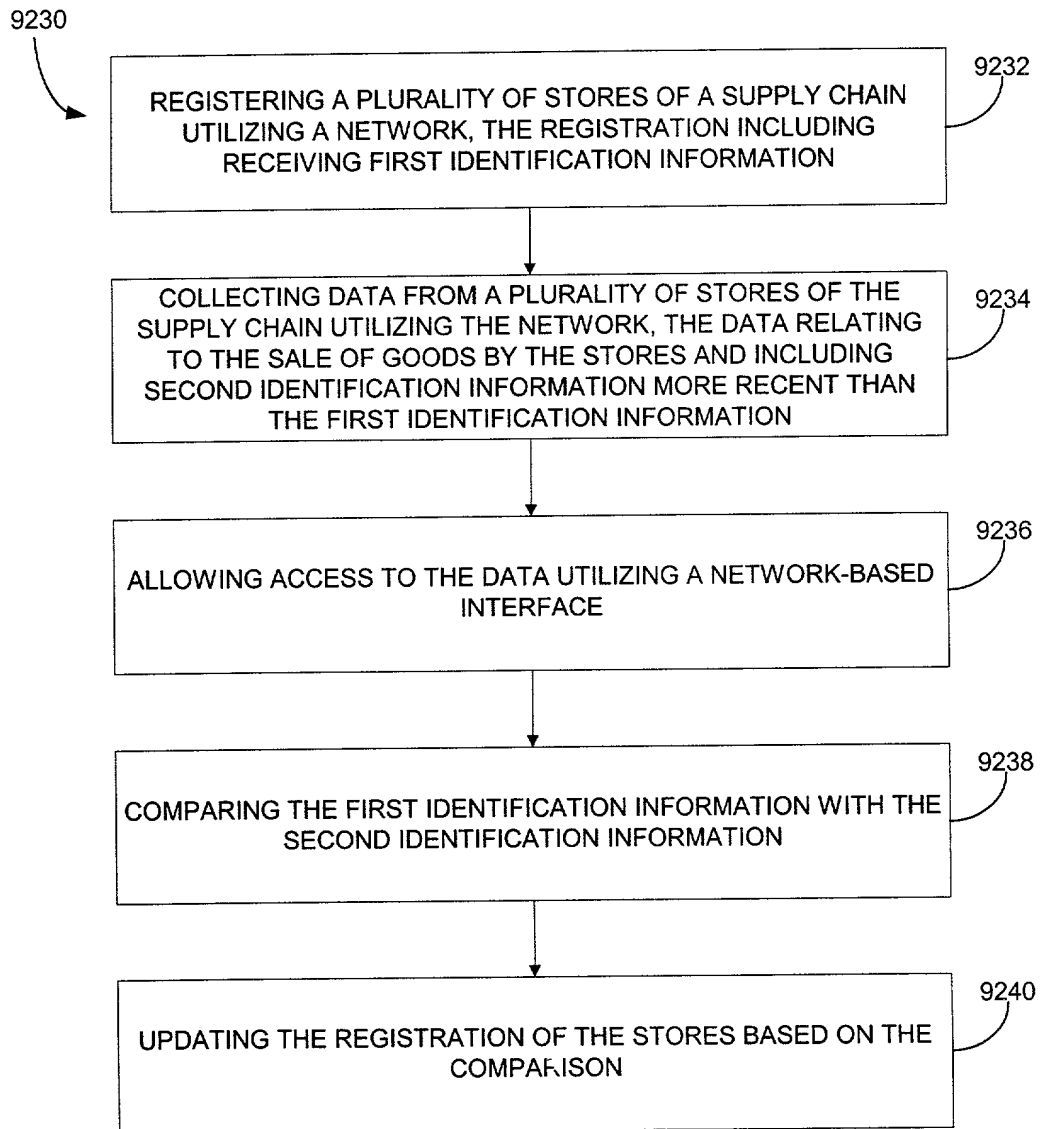 9230
9232
REGISTERING A PLURALITY OF STORES OF A SUPPLY CHAIN
UTILIZING A NETWORK, THE REGISTRATION INCLUDING
RECEIVING FIRST IDENTIFICATION INFORMATION
9234
COLLECTING DATA FROM A PLURALITY OF STORES OF THE
SUPPLY CHAIN UTILIZING THE NETWORK, THE DATA RELATING
TO THE SALE OF GOODS BY THE STORES AND INCLUDING
SECOND IDENTIFICATION INFORMATION MORE RECENT THAN
THE FIRST IDENTIFICATION INFORMATION
9236
ALLOWING ACCESS TO THE DATA UTILIZING A NETWORK-BASED
INTERFACE
9238
COMPARING THE FIRST IDENTIFICATION INFORMATION WITH THE
SECOND IDENTIFICATION INFORMATION
9240
UPDATING THE REGISTRATION OF THE STORES BASED ON THE
COMPARISON